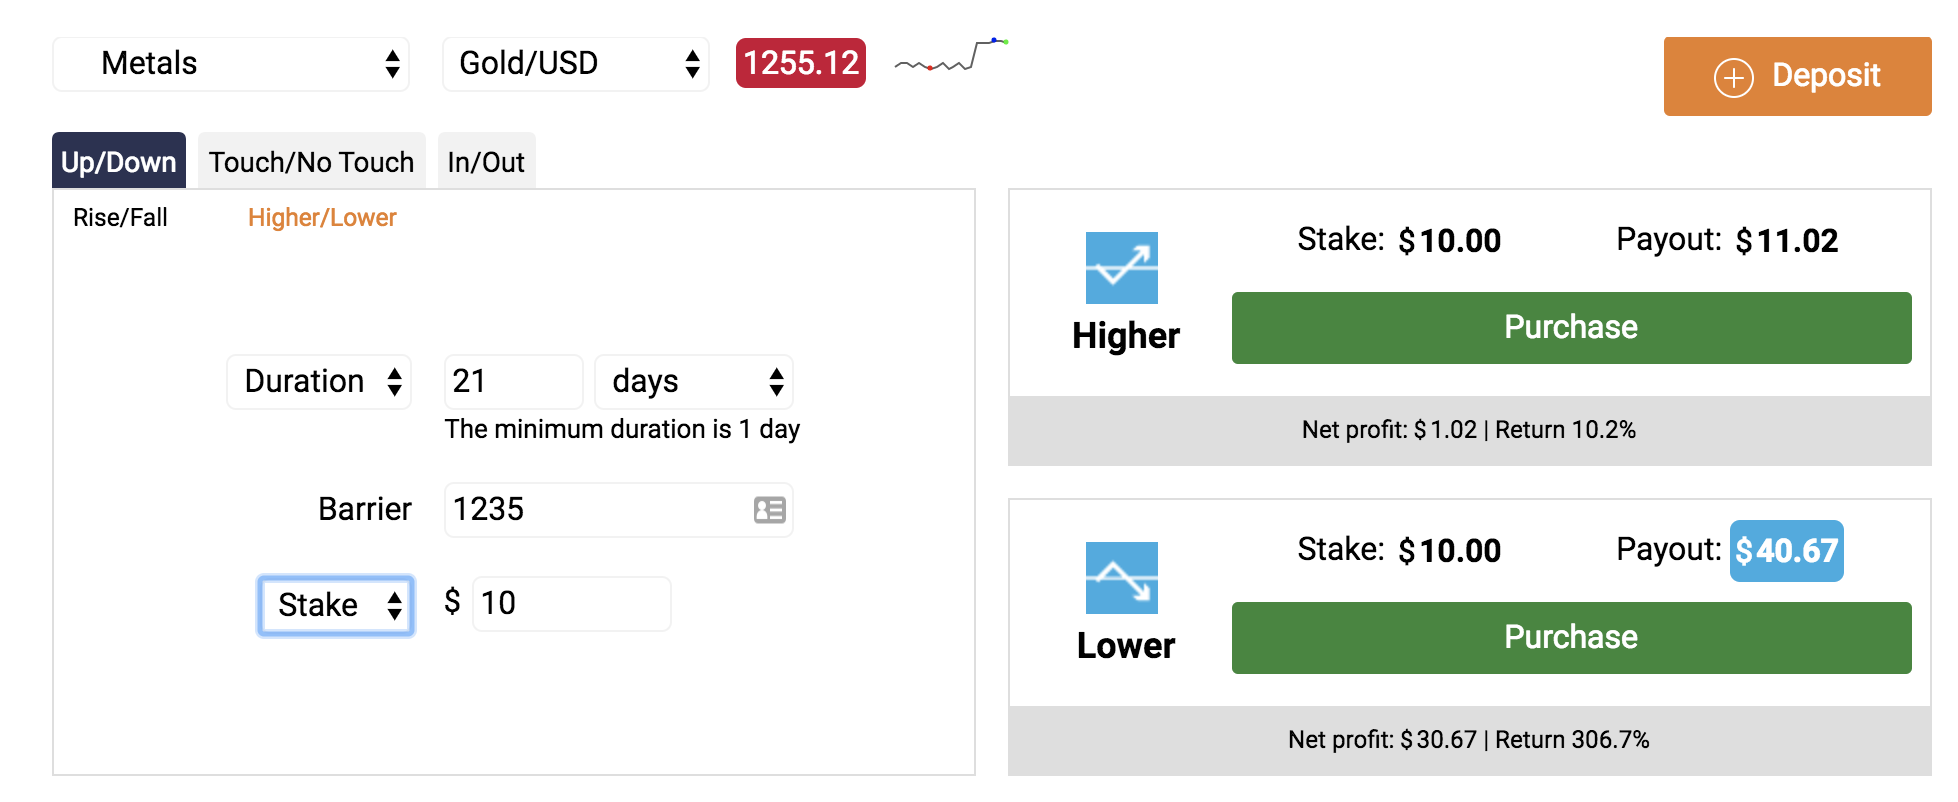 Metals Gold/USD 1255.12
Deposit
Up/Down Touch/No Touch In/Out
Rise/Fall Higher/Lower
Duration 21 days
The minimum duration is 1 day
Barrier 1235
Stake $ 10
Stake: $10.00 Payout: $11.02
Higher
Purchase
Net profit: $1.02 | Return 10.2%
Stake: $10.00 Payout: $40.67
Lower
Purchase
Net profit: $30.67 | Return 306.7%